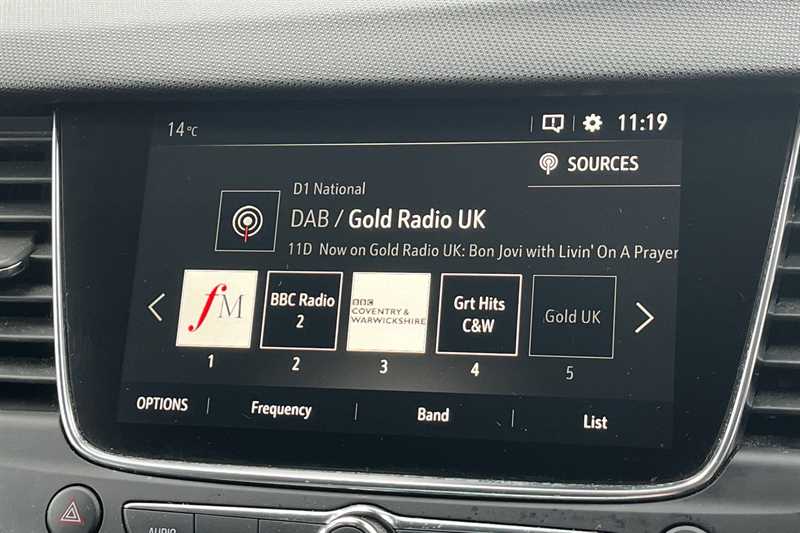 14°C
11:19
SOURCES
D1 National
DAB / Gold Radio UK
11D Now on Gold Radio UK: Bon Jovi with Livin' On A Prayer
fM
BBC Radio 2
BBC COVENTRY & WARWICKSHIRE
Grt Hits C&W
Gold UK
1 2 3 4 5
OPTIONS Frequency Band List
AUDIO